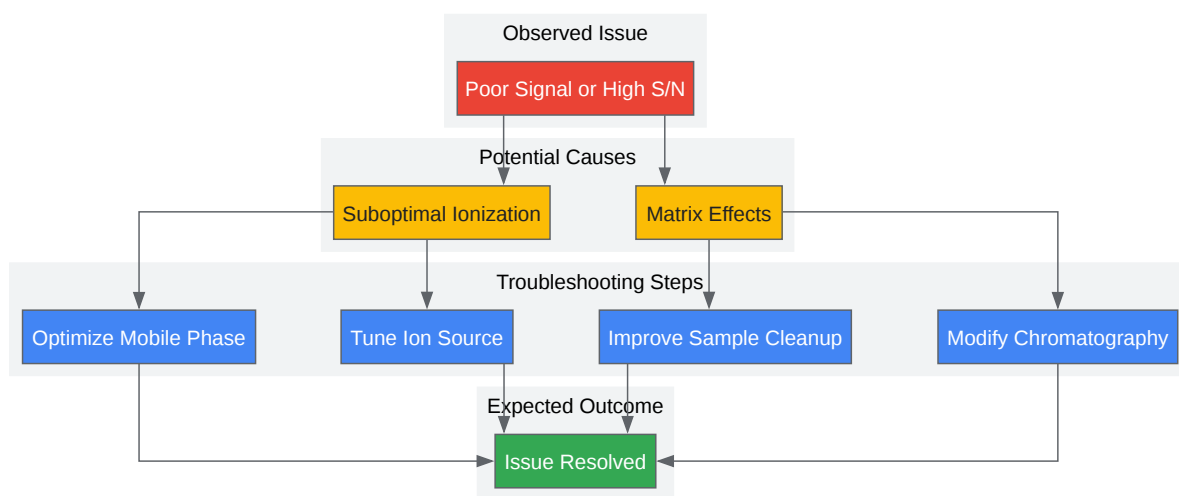 Observed Issue
Poor Signal or High S/N
Potential Causes
Suboptimal Ionization
Matrix Effects
Troubleshooting Steps
Optimize Mobile Phase
Tune Ion Source
Improve Sample Cleanup
Modify Chromatography
Expected Outcome
Issue Resolved